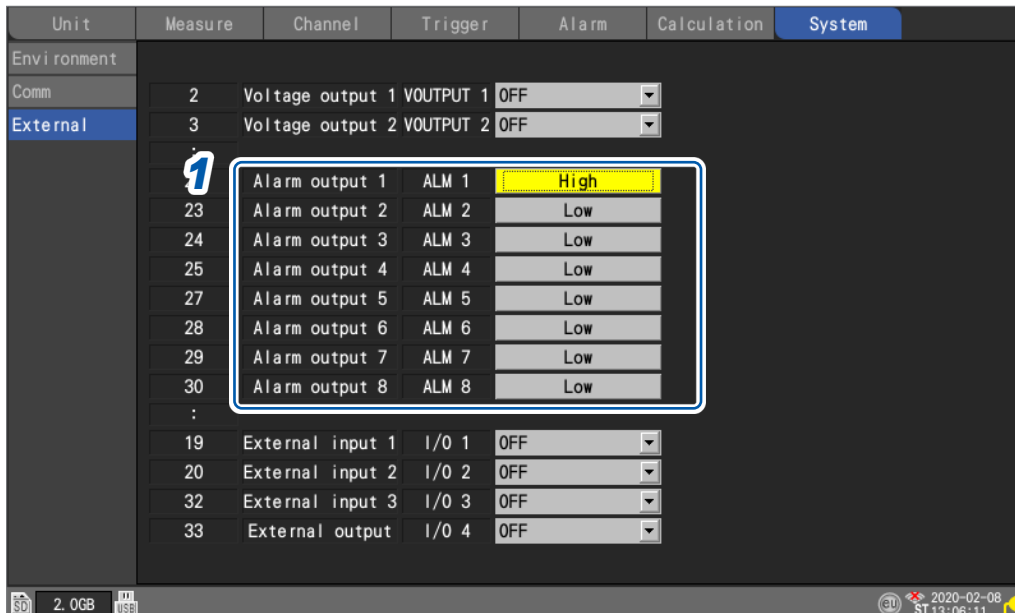 Unit Measure Channel Trigger Alarm Calculation System
Environment
Comm
External
2 Voltage output 1 VOUTPUT 1 OFF
3 Voltage output 2 VOUTPUT 2 OFF
:
1
Alarm output 1 ALM 1 High
23 Alarm output 2 ALM 2 Low
24 Alarm output 3 ALM 3 Low
25 Alarm output 4 ALM 4 Low
27 Alarm output 5 ALM 5 Low
28 Alarm output 6 ALM 6 Low
29 Alarm output 7 ALM 7 Low
30 Alarm output 8 ALM 8 Low
:
19 External input 1 I/O 1 OFF
20 External input 2 I/O 2 OFF
32 External input 3 I/O 3 OFF
33 External output I/O 4 OFF
SD 2.0GB USB EU 2020-02-08
ST 13:06:11